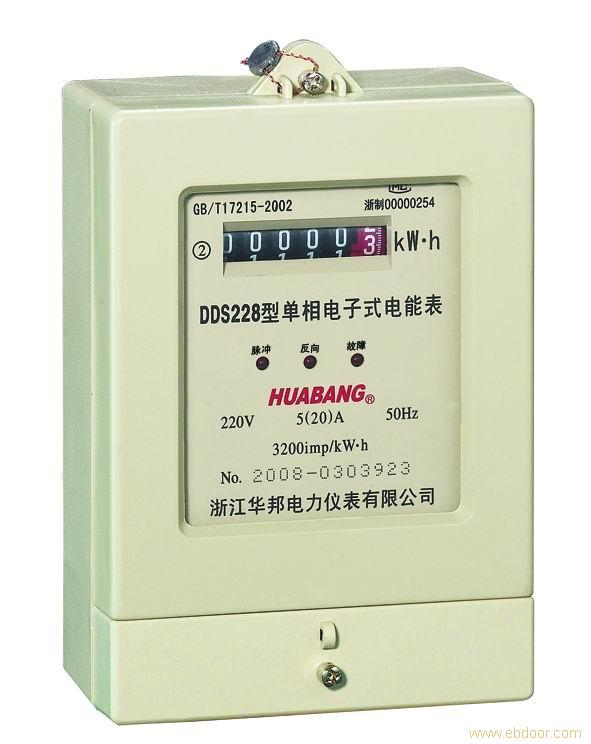 MC
GB/T17215-2002
浙制00000254
② 000003 kW·h
DDS228型单相电子式电能表
脉冲 反向 故障
HUABANG®
220V 5(20)A 50Hz
3200imp/kW·h
No. 2008-0303923
浙江华邦电力仪表有限公司
www.ebdoor.com